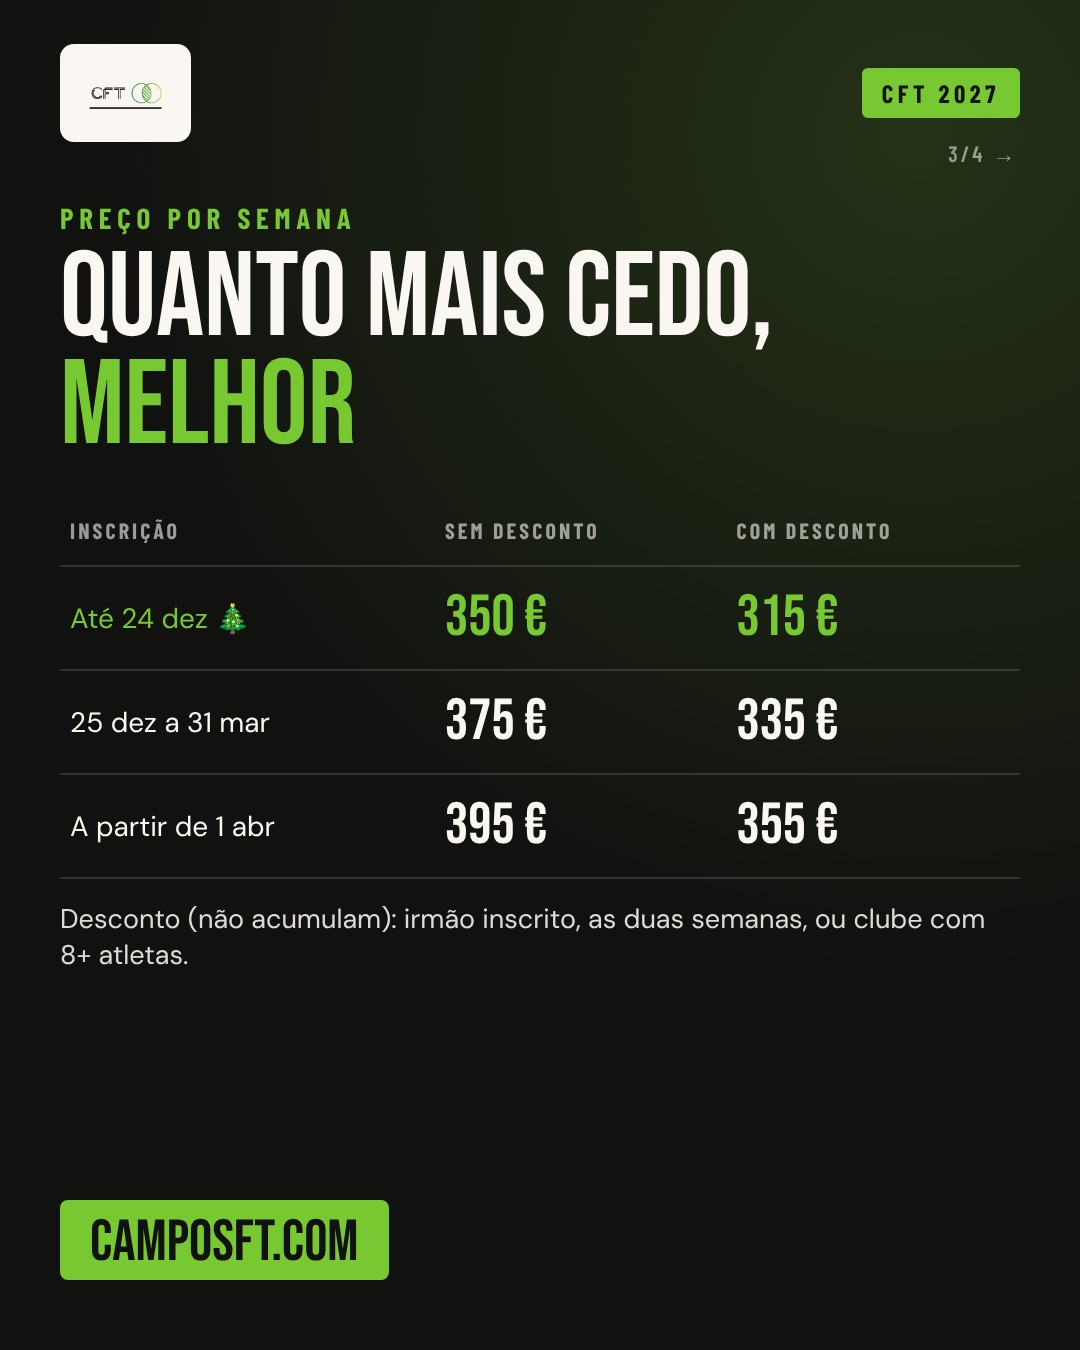 CFT
CFT 2027
3/4 →
PREÇO POR SEMANA
QUANTO MAIS CEDO,
MELHOR
INSCRIÇÃO SEM DESCONTO COM DESCONTO
Até 24 dez 🎄 350 € 315 €
25 dez a 31 mar 375 € 335 €
A partir de 1 abr 395 € 355 €
Desconto (não acumulam): irmão inscrito, as duas semanas, ou clube com
8+ atletas.
CAMPOSFT.COM